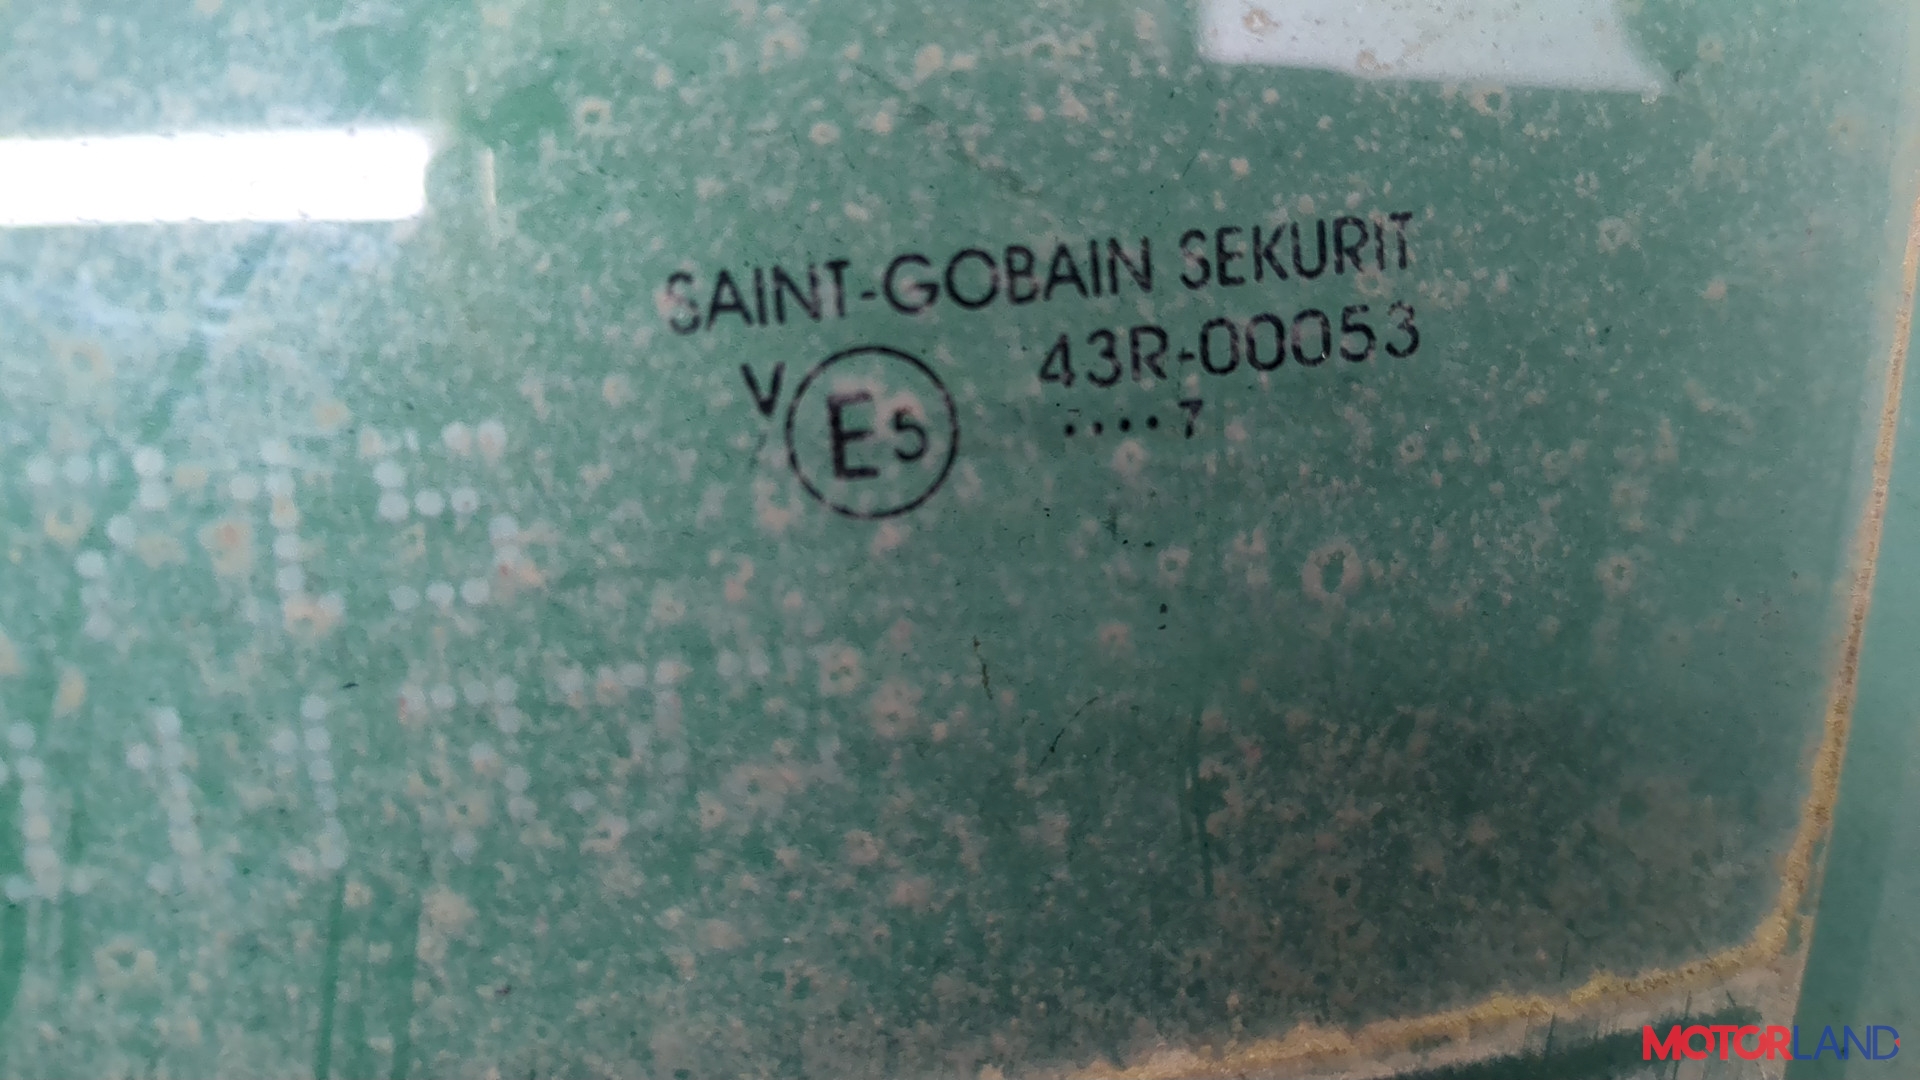 SAINT-GOBAIN SEKURIT
43R-00053
V E5
....7
MOTORLAND